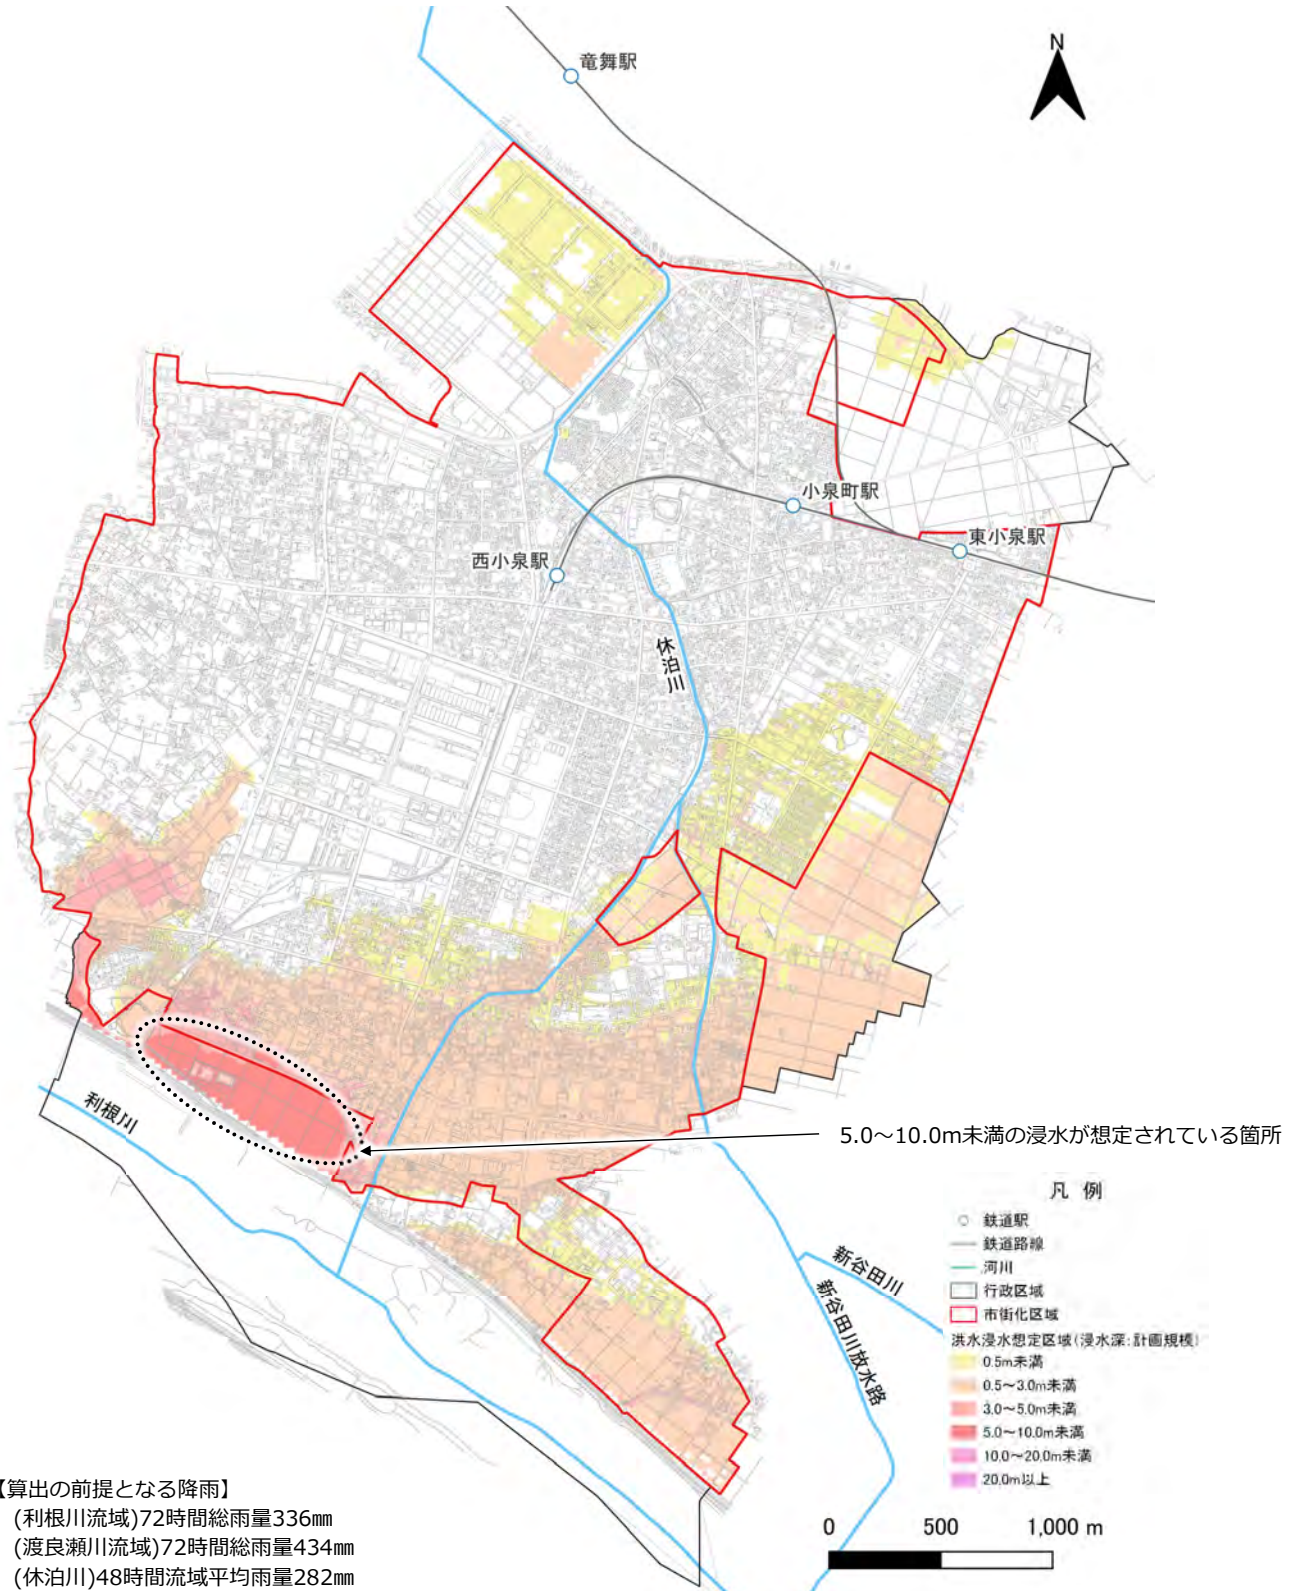 N
竜舞駅
小泉町駅
東小泉駅
西小泉駅
休泊川
利根川
5.0～10.0m未満の浸水が想定されている箇所
新谷田川
新谷田川放水路
凡 例
鉄道駅
鉄道路線
河川
行政区域
市街化区域
洪水浸水想定区域(浸水深:計画規模)
0.5m未満
0.5～3.0m未満
3.0～5.0m未満
5.0～10.0m未満
10.0～20.0m未満
20.0m以上
0 500 1,000 m
【算出の前提となる降雨】
(利根川流域)72時間総雨量336㎜
(渡良瀬川流域)72時間総雨量434㎜
(休泊川)48時間流域平均雨量282㎜